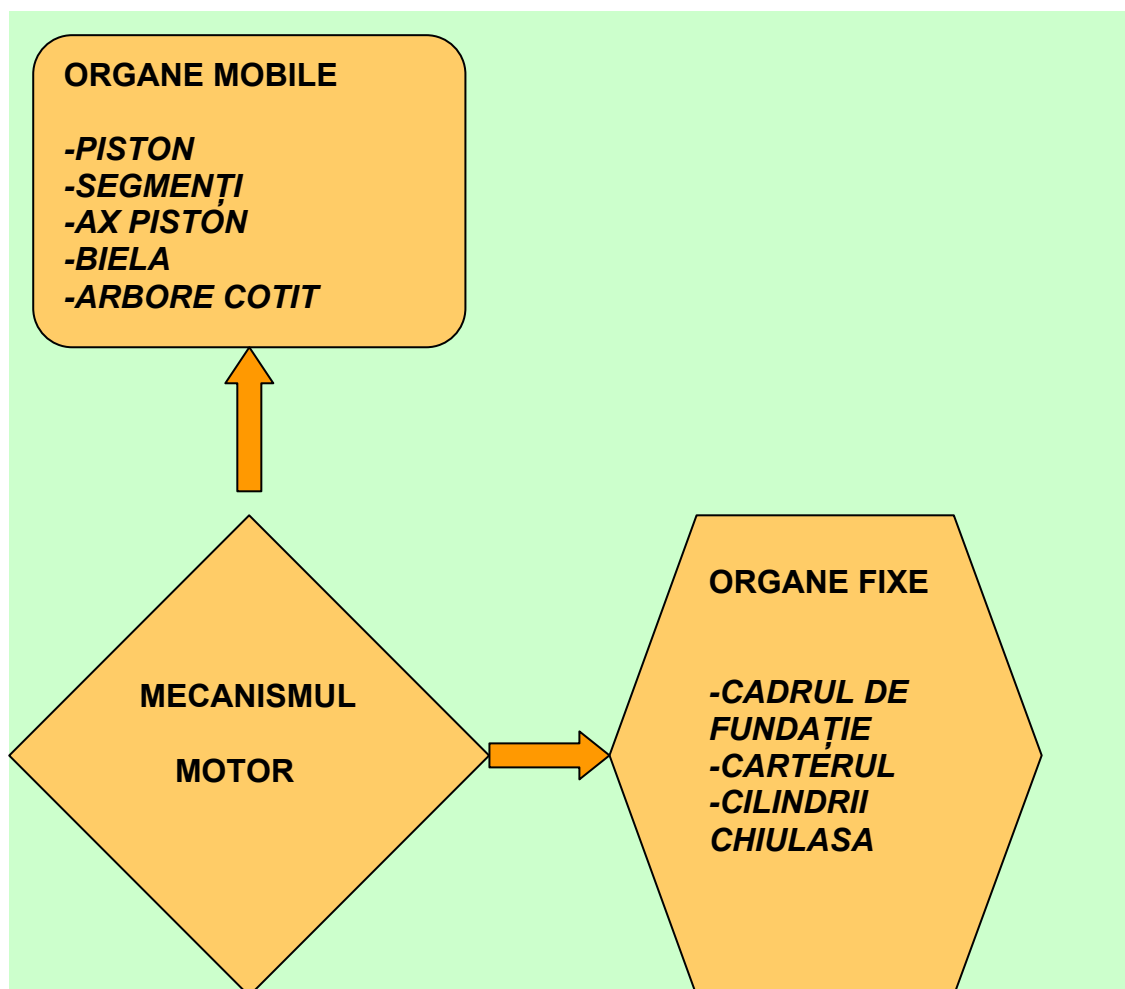 ORGANE MOBILE
-PISTON
-SEGMENȚI
-AX PISTON
-BIELA
-ARBORE COTIT
MECANISMUL
MOTOR
ORGANE FIXE
-CADRUL DE
FUNDAȚIE
-CARTERUL
-CILINDRII
CHIULASA